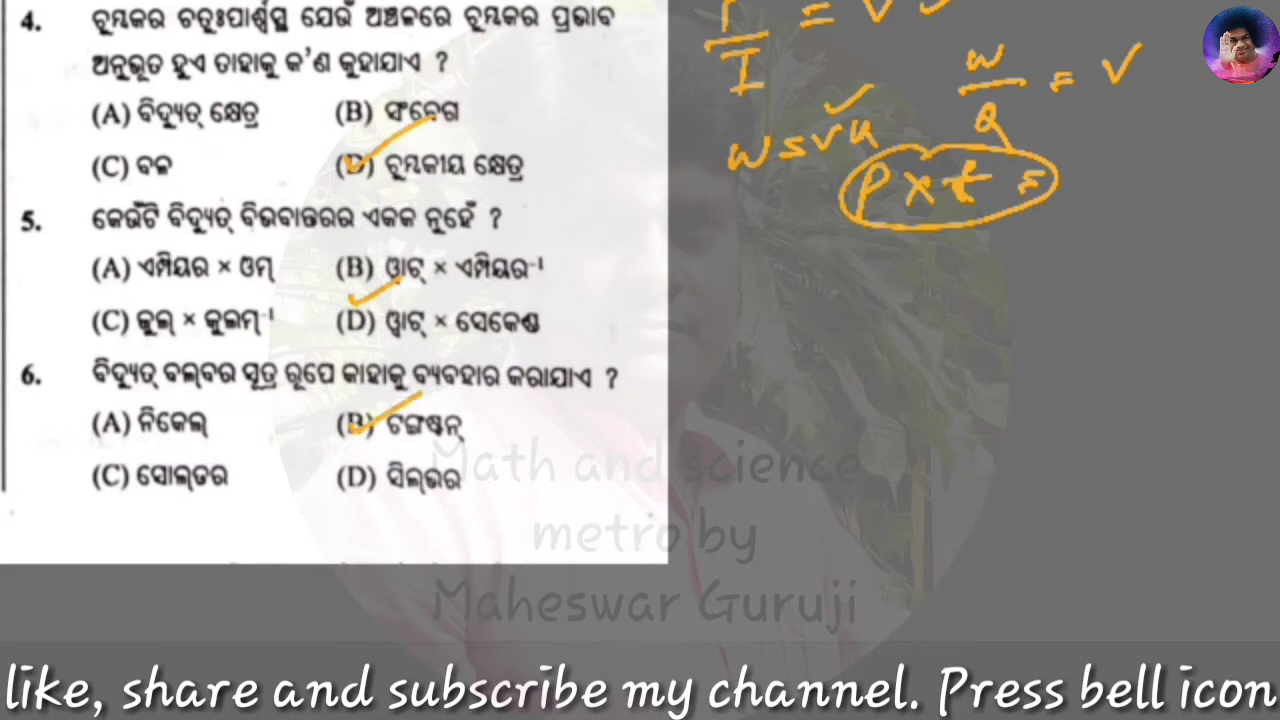 4. ଚୁମ୍ବକର ଚତୁଃପାର୍ଶ୍ୱସ୍ଥ ଯେଉଁ ଅଞ୍ଚଳରେ ଚୁମ୍ବକର ପ୍ରଭାବ
ଅନୁଭୂତ ହୁଏ ତାହାକୁ କ'ଣ କୁହାଯାଏ ?
(A) ବିଦ୍ୟୁତ୍ କ୍ଷେତ୍ର (B) ସଂବେଗ
(C) ବଳ (D) ଚୁମ୍ବକୀୟ କ୍ଷେତ୍ର
5. କେଉଁଟି ବିଦ୍ୟୁତ୍ ବିଭବାନ୍ତରର ଏକକ ନୁହେଁ ?
(A) ଏମ୍ପିୟର × ଓମ୍ (B) ୱାଟ୍ × ଏମ୍ପିୟର⁻¹
(C) ଜୁଲ୍ × କୁଲମ୍⁻¹ (D) ୱାଟ୍ × ସେକେଣ୍ଡ
6. ବିଦ୍ୟୁତ୍ ବଲ୍‌ବର ସୂତ୍ର ରୂପେ କାହାକୁ ବ୍ୟବହାର କରାଯାଏ ?
(A) ନିକେଲ୍ (B) ଟଙ୍ଗଷ୍ଟନ୍
(C) ସୋଲ୍‌ଡର (D) ସିଲ୍‌ଭର
I = V
W = V
Q
P x t =
Math and science
metro by
Maheswar Guruji
like, share and subscribe my channel. Press bell icon